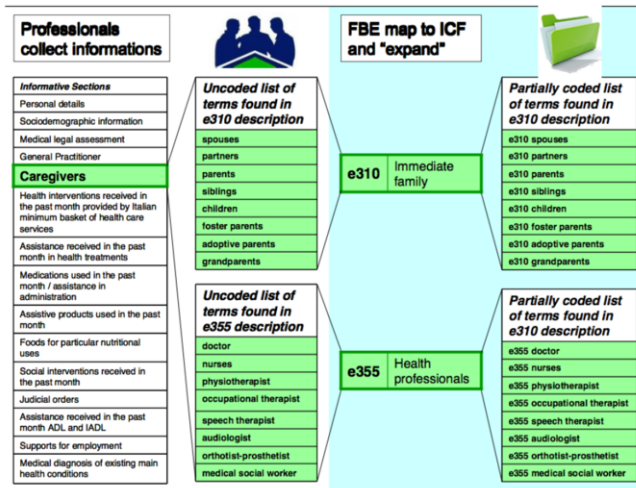 Professionals
collect informations
FBE map to ICF
and “expand”
Informative Sections
Personal details
Sociodemographic information
Medical legal assessment
General Practitioner
Caregivers
Health interventions received in
the past month provided by Italian
minimum basket of health care
services
Assistance received in the past
month in health treatments
Medications used in the past
month / assistance in
administration
Assistive products used in the past
month
Foods for particular nutritional
uses
Social interventions received in
the past month
Judicial orders
Assistance received in the past
month ADL and IADL
Supports for employment
Medical diagnosis of existing main
health conditions
Uncoded list of
terms found in
e310 description
spouses
partners
parents
siblings
children
foster parents
adoptive parents
grandparents
Uncoded list of
terms found in
e355 description
doctor
nurses
physiotherapist
occupational therapist
speech therapist
audiologist
orthotist-prosthetist
medical social worker
e310 Immediate
family
e355 Health
professionals
Partially coded list
of terms found in
e310 description
e310 spouses
e310 partners
e310 parents
e310 siblings
e310 children
e310 foster parents
e310 adoptive parents
e310 grandparents
Partially coded list
of terms found in
e310 description
e355 doctor
e355 nurses
e355 physiotherapist
e355 occupational therapist
e355 speech therapist
e355 audiologist
e355 orthotist-prosthetist
e355 medical social worker